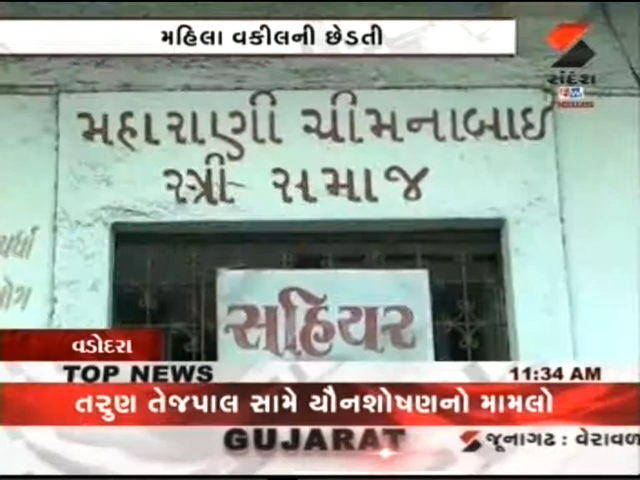 મહિલા વકીલની છેડતી
સંદેશ
news
મહારાણી ચીમનાબાઈ
સ્ત્રી સમાજ
સહિયર
વડોદરા
TOP NEWS
11:34 AM
તરુણ તેજપાલ સામે યૌનશોષણનો મામલો
GUJARAT
જૂનાગઢ : વેરાવળ